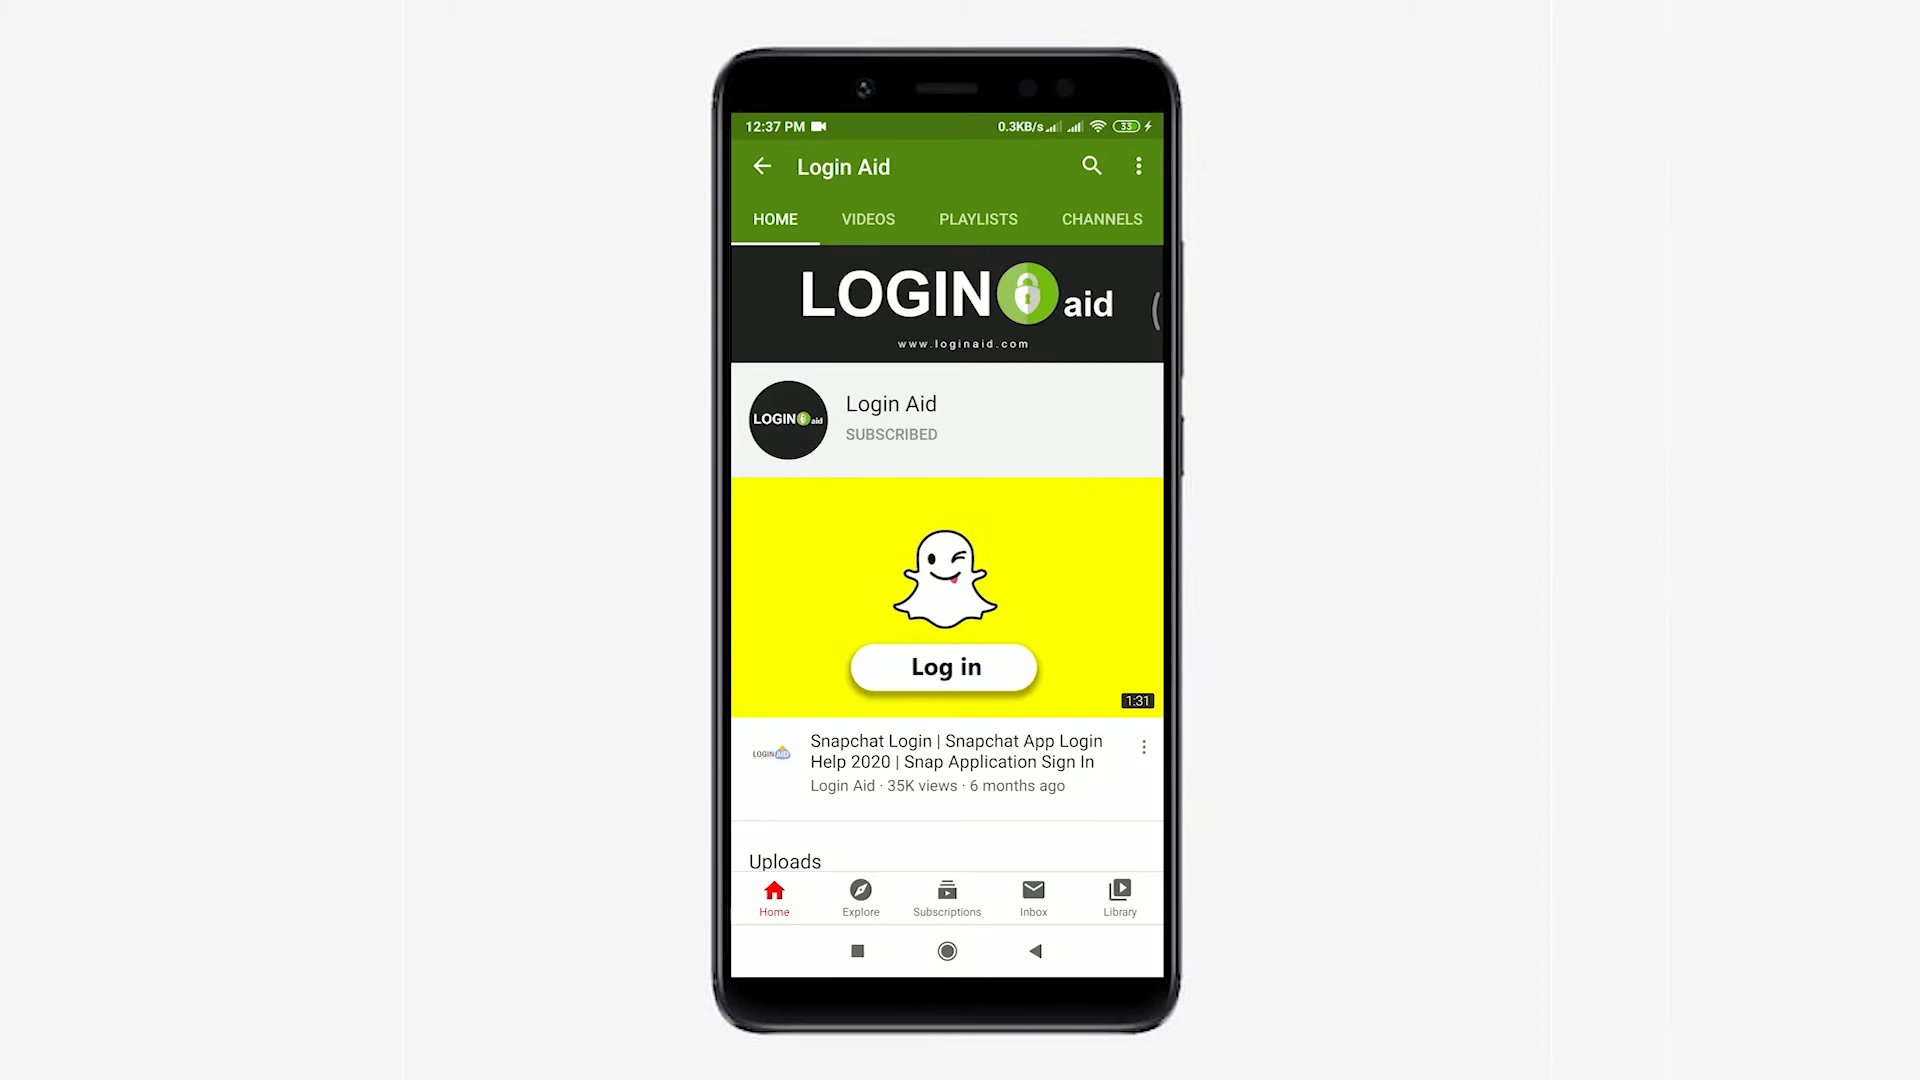 12:37 PM 0.3KB/s 33
Login Aid
HOME VIDEOS PLAYLISTS CHANNELS
LOGIN aid
www.loginaid.com
LOGIN aid
Login Aid
SUBSCRIBED
Log in
1:31
LOGIN AID
Snapchat Login | Snapchat App Login
Help 2020 | Snap Application Sign In
Login Aid · 35K views · 6 months ago
Uploads
Home Explore Subscriptions Inbox Library